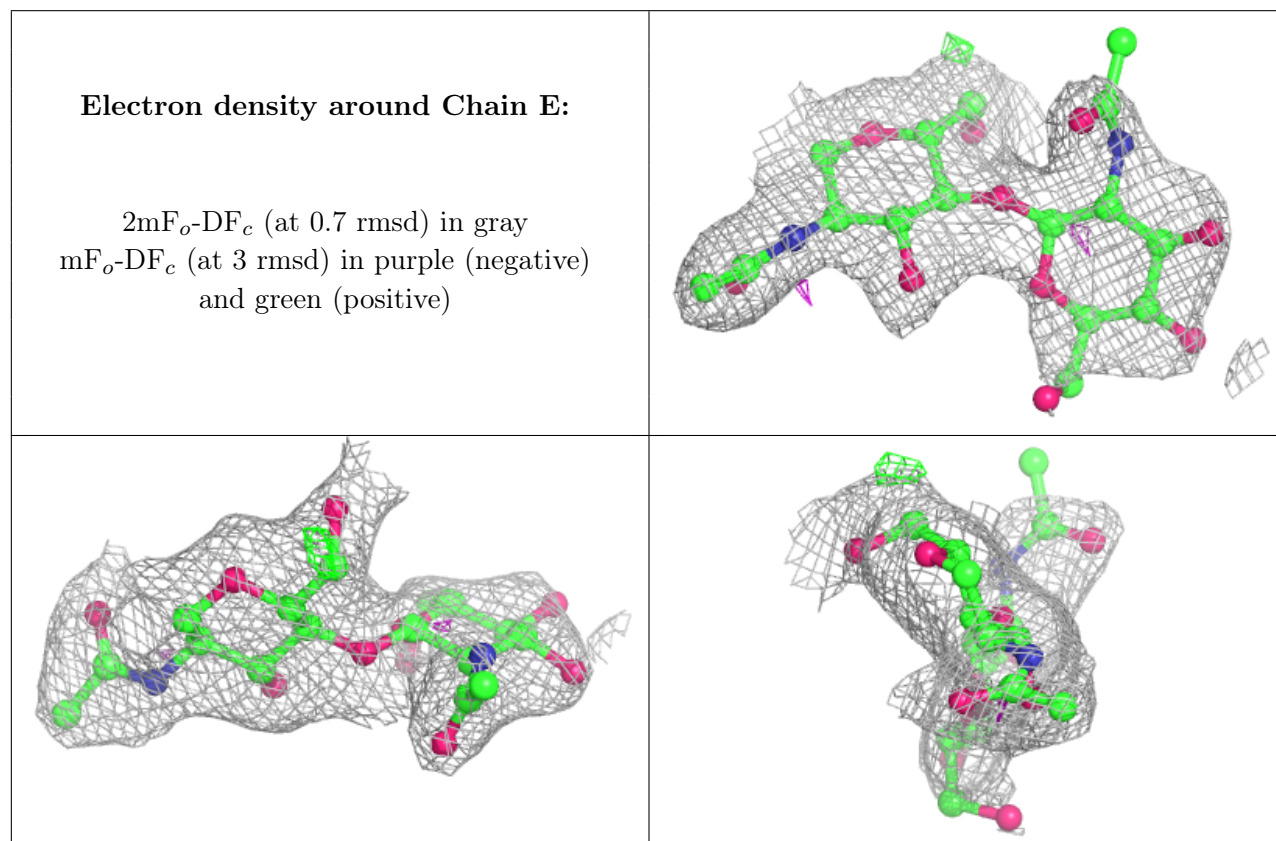 Electron density around Chain E:
2mFₒ-DF𝒸 (at 0.7 rmsd) in gray
mFₒ-DF𝒸 (at 3 rmsd) in purple (negative)
and green (positive)